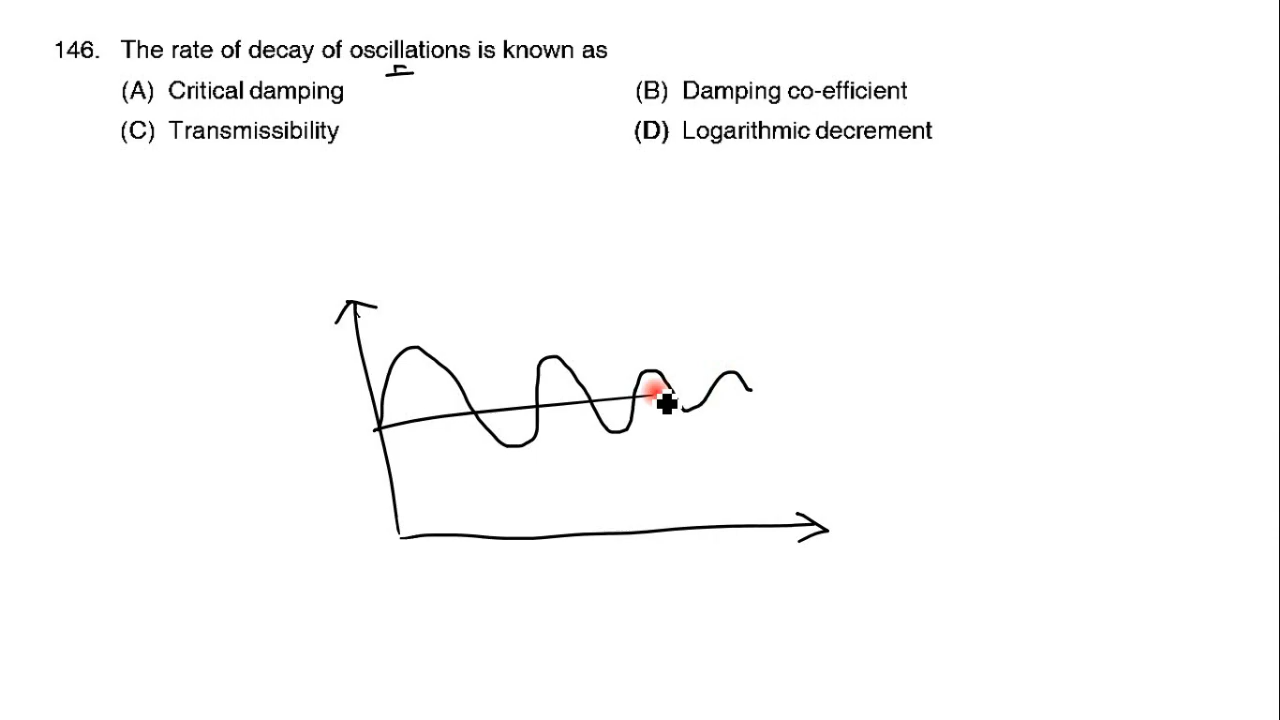 146. The rate of decay of oscillations is known as
(A) Critical damping (B) Damping co-efficient
(C) Transmissibility (D) Logarithmic decrement